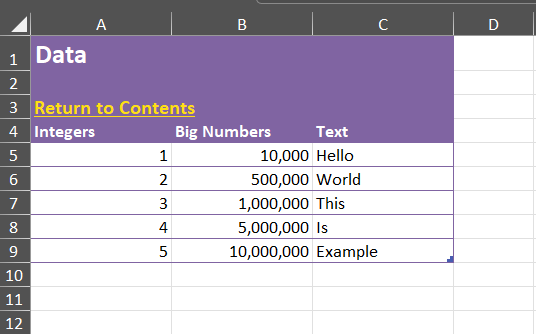 A B C D
1 Data
2
3 Return to Contents
4 Integers Big Numbers Text
5 1 10,000 Hello
6 2 500,000 World
7 3 1,000,000 This
8 4 5,000,000 Is
9 5 10,000,000 Example
10
11
12